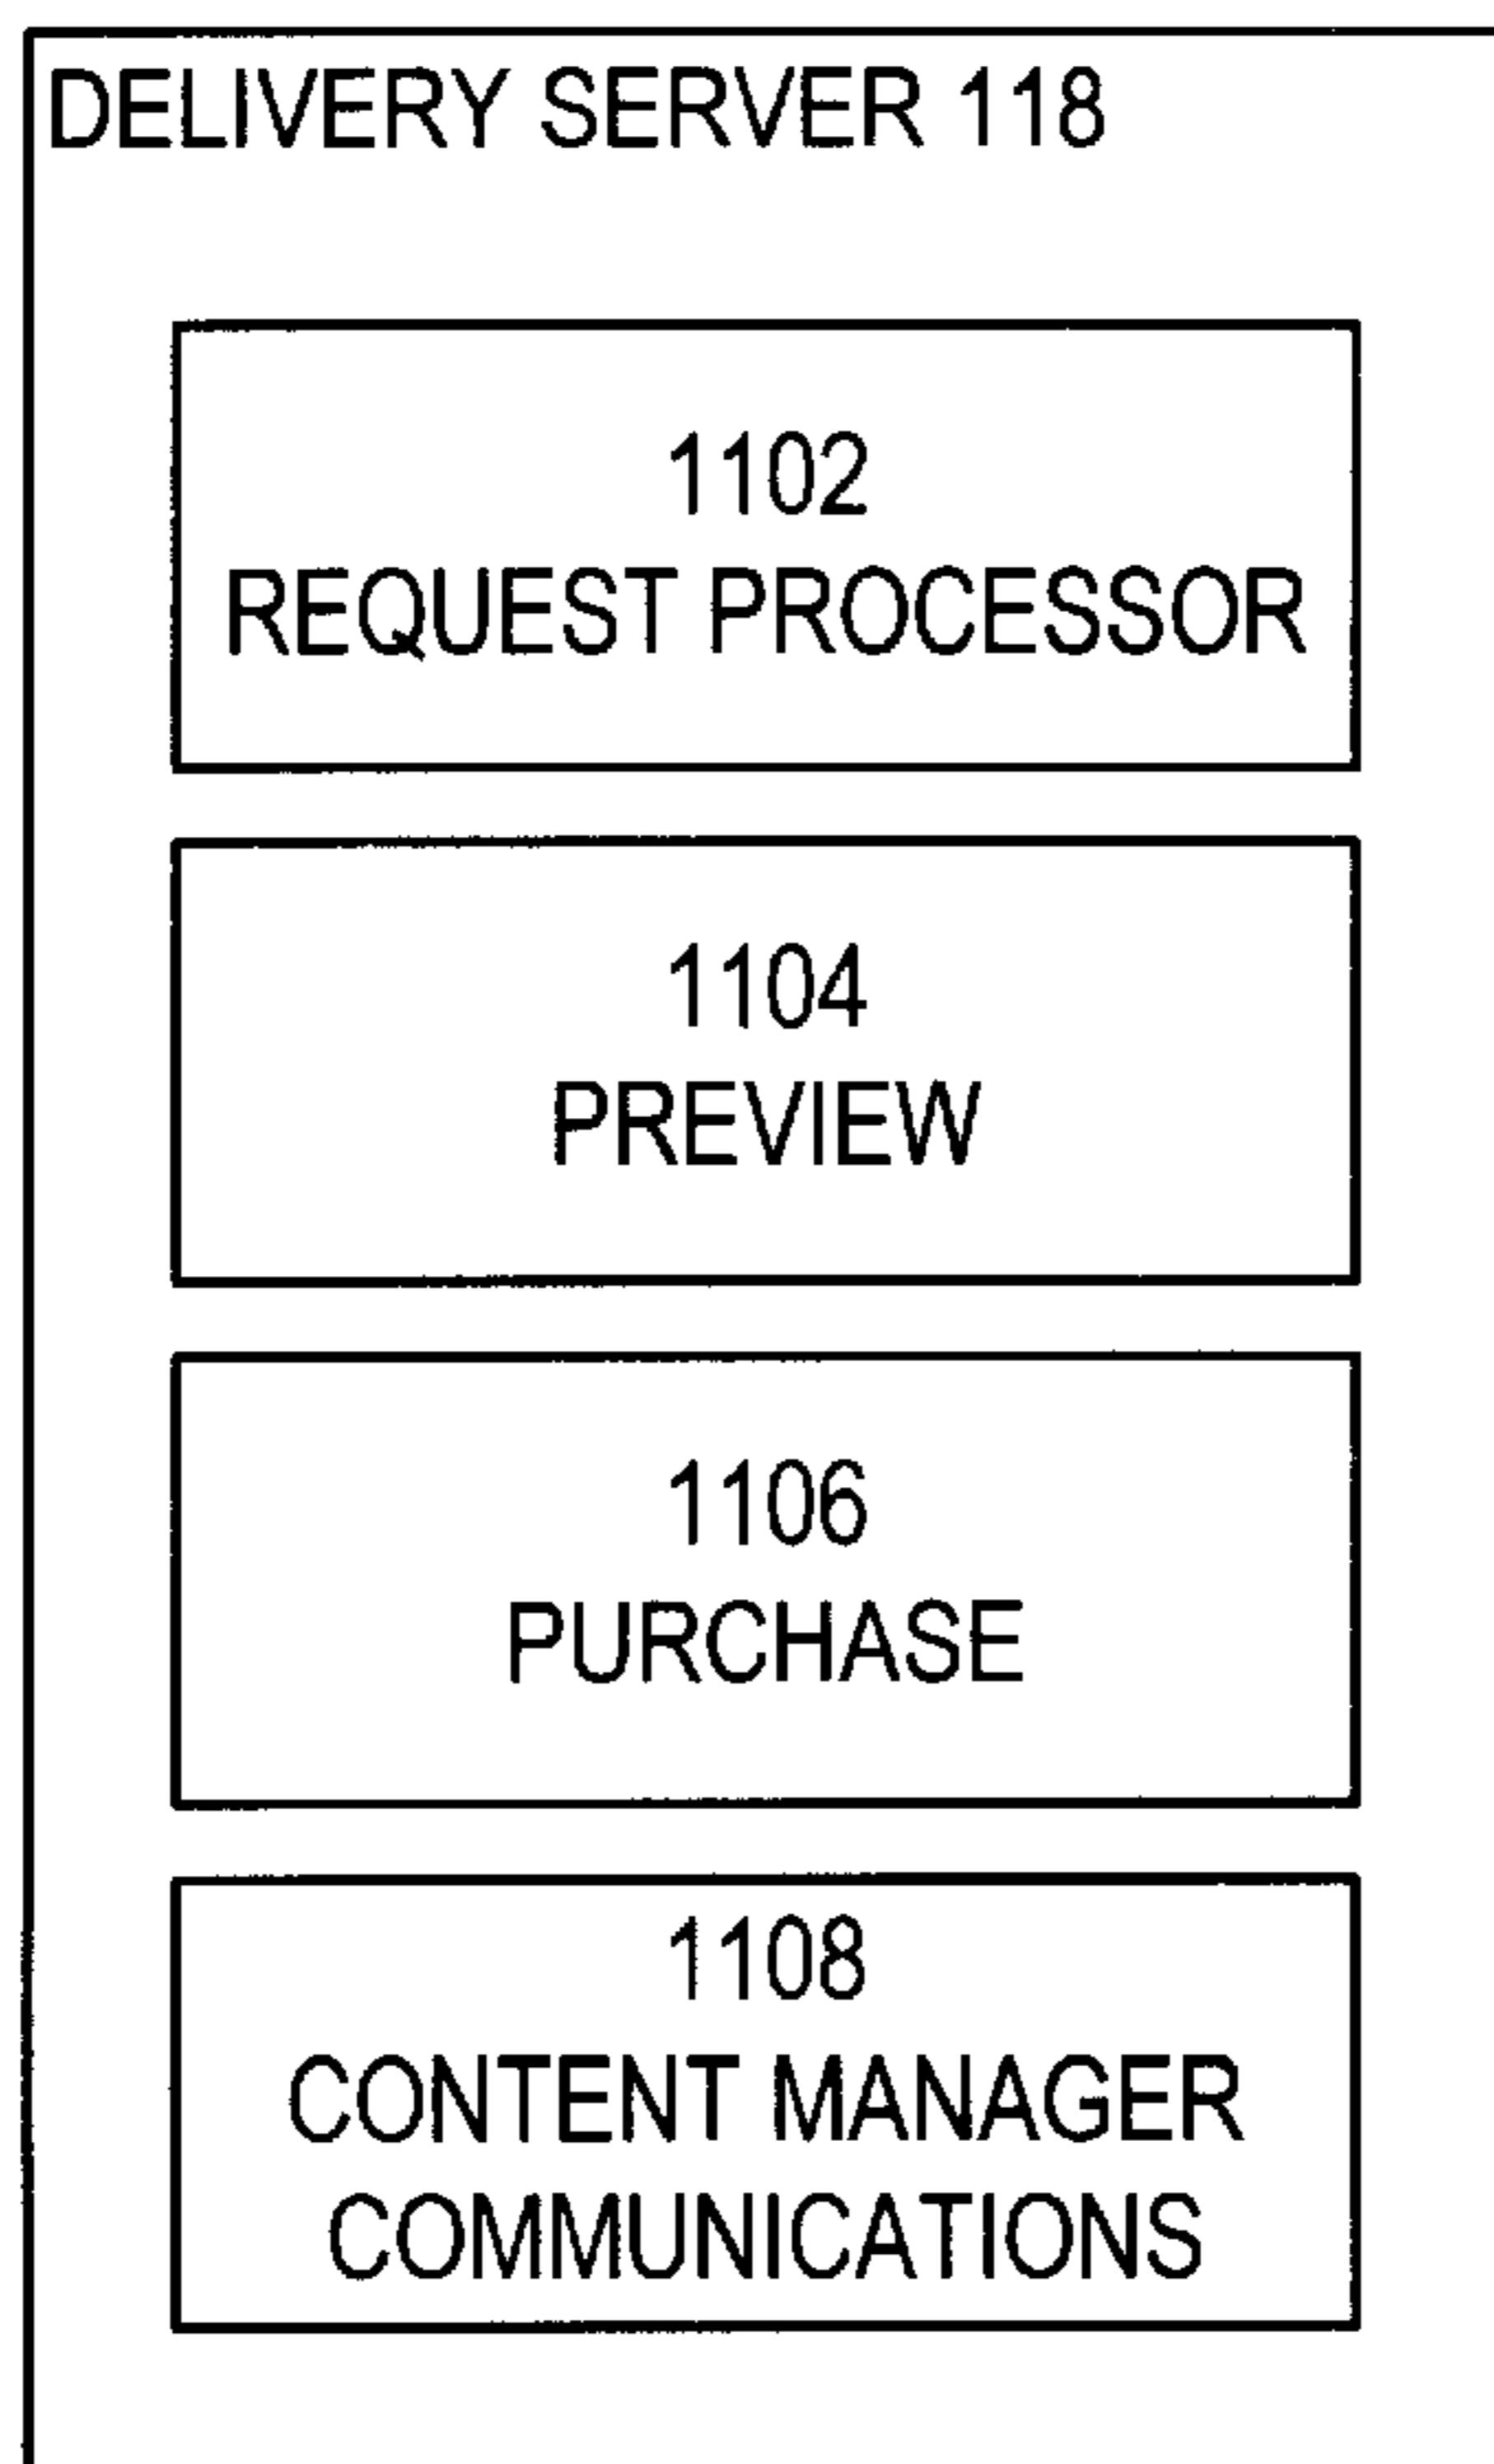 DELIVERY SERVER 118
1102
REQUEST PROCESSOR
1104
PREVIEW
1106
PURCHASE
1108
CONTENT MANAGER
COMMUNICATIONS